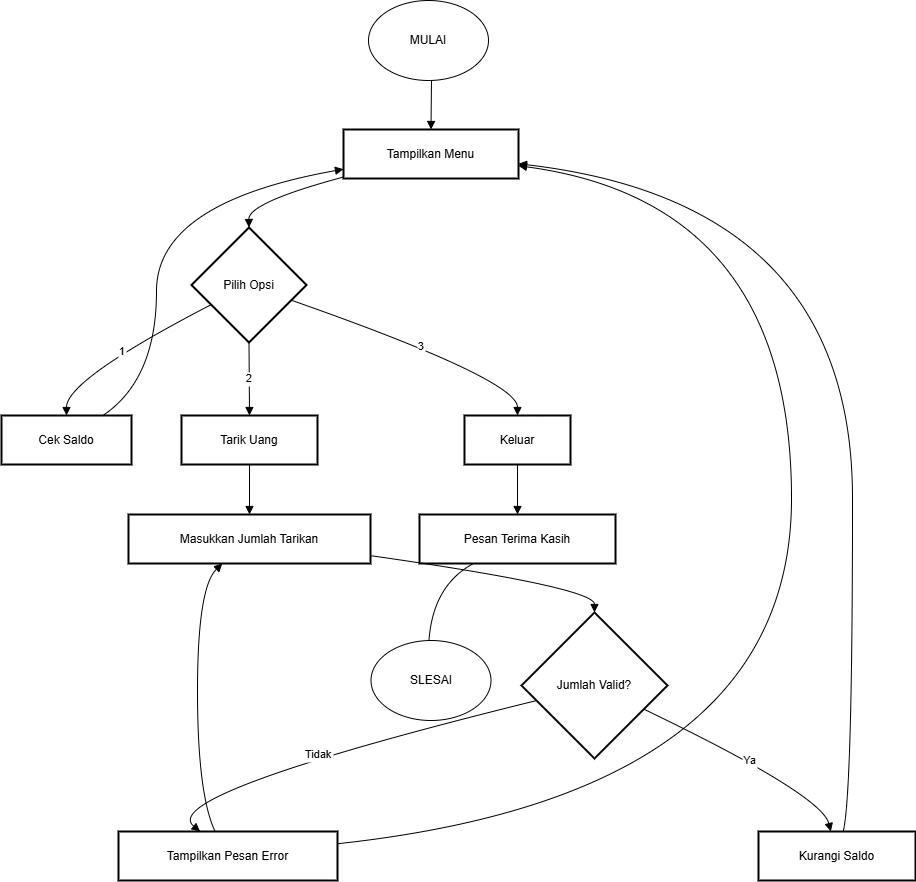 MULAI
Tampilkan Menu
Pilih Opsi
1
2
3
Cek Saldo
Tarik Uang
Keluar
Masukkan Jumlah Tarikan
Pesan Terima Kasih
SLESAI
Jumlah Valid?
Tidak
Ya
Tampilkan Pesan Error
Kurangi Saldo